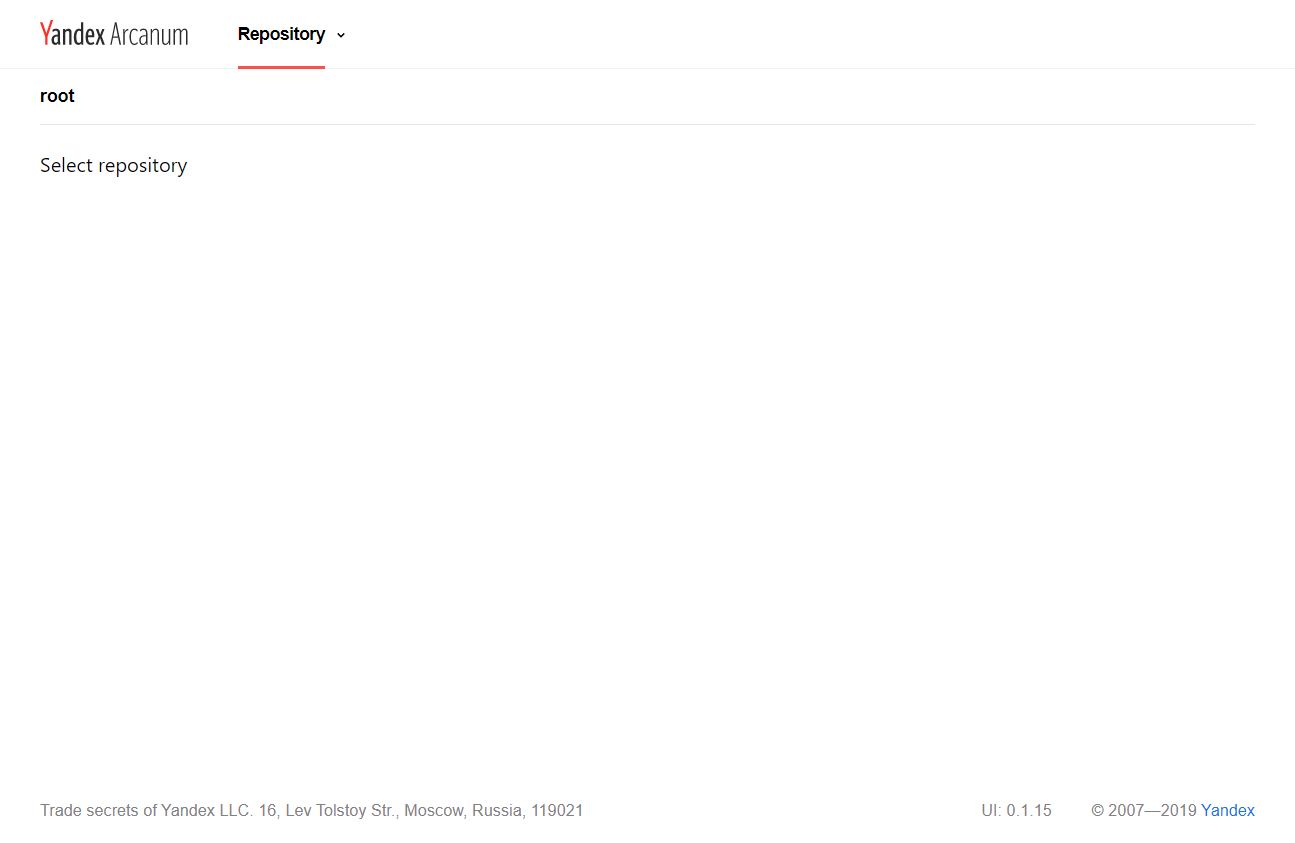 Yandex Arcanum
Repository
root
Select repository
Trade secrets of Yandex LLC. 16, Lev Tolstoy Str., Moscow, Russia, 119021
UI: 0.1.15
© 2007—2019 Yandex